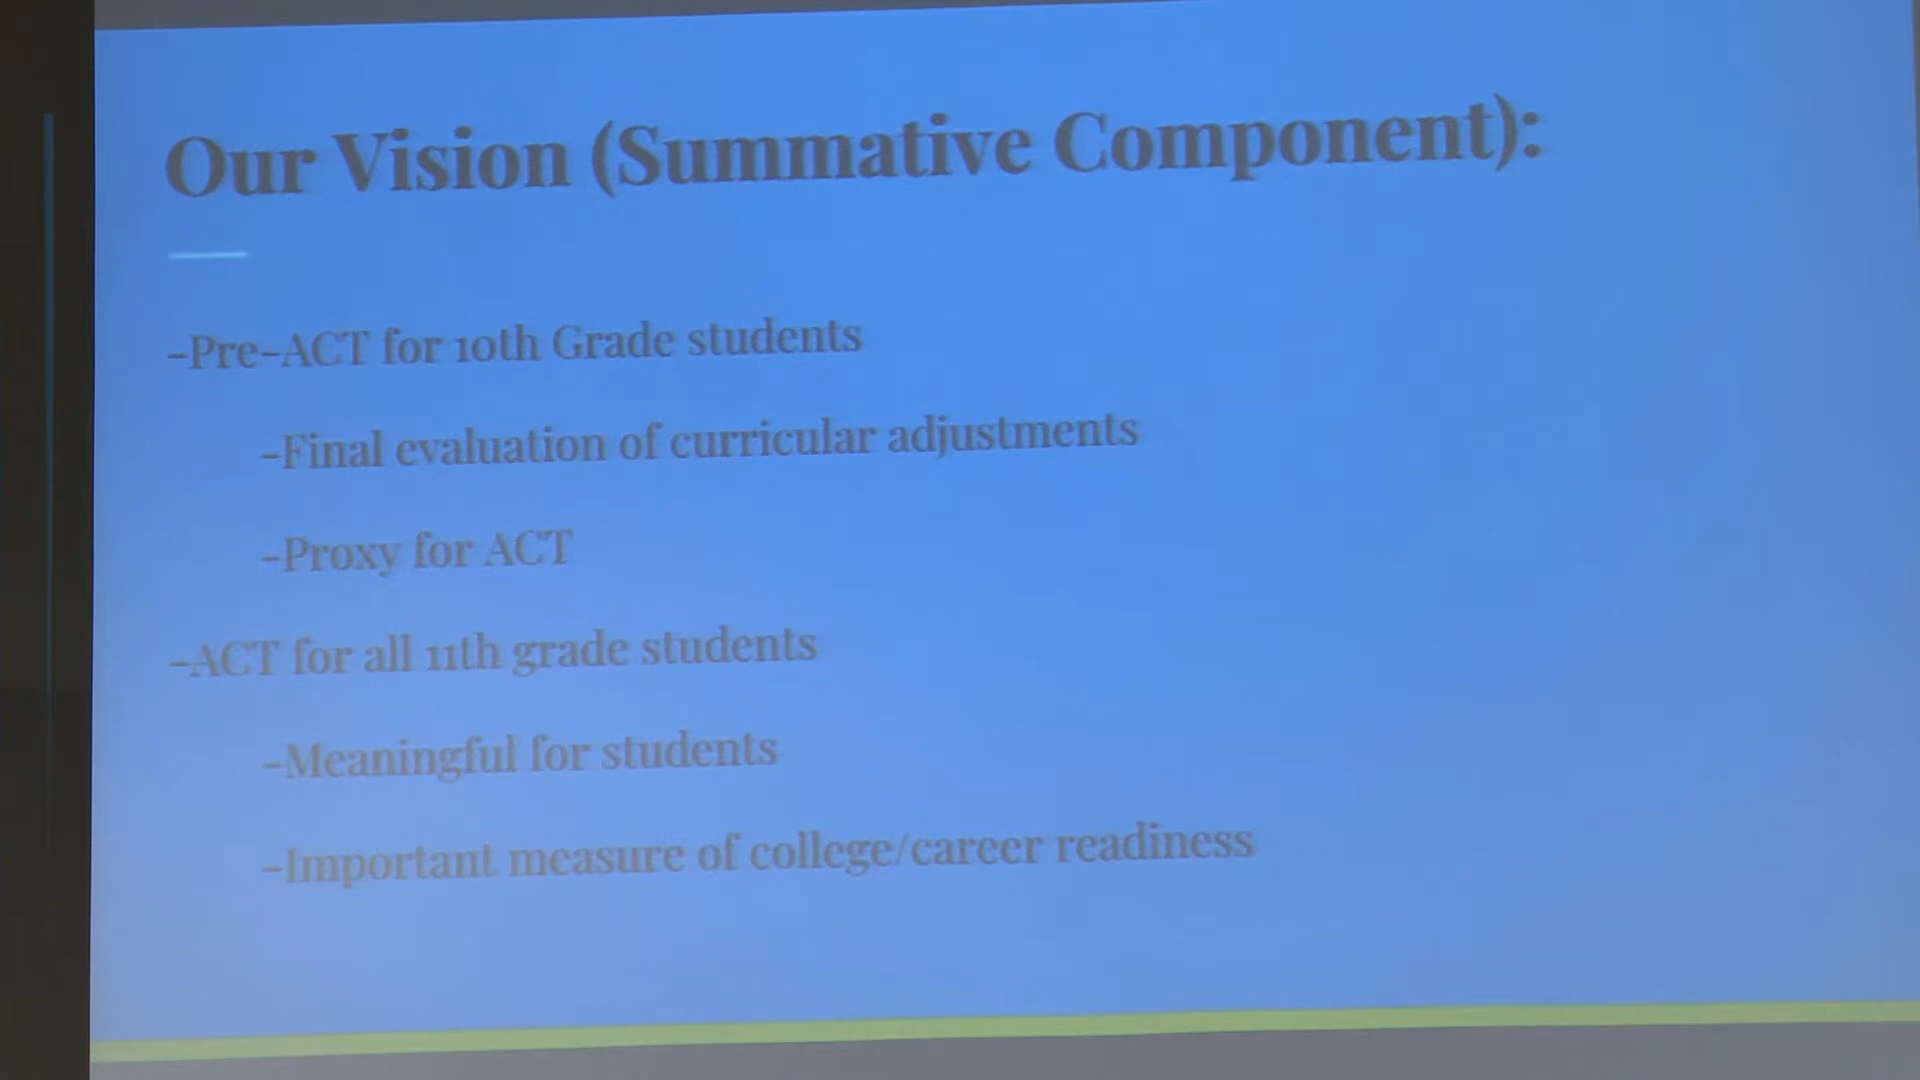 Our Vision (Summative Component):
-Pre-ACT for 10th Grade students
-Final evaluation of curricular adjustments
-Proxy for ACT
-ACT for all 11th grade students
-Meaningful for students
-Important measure of college/career readiness